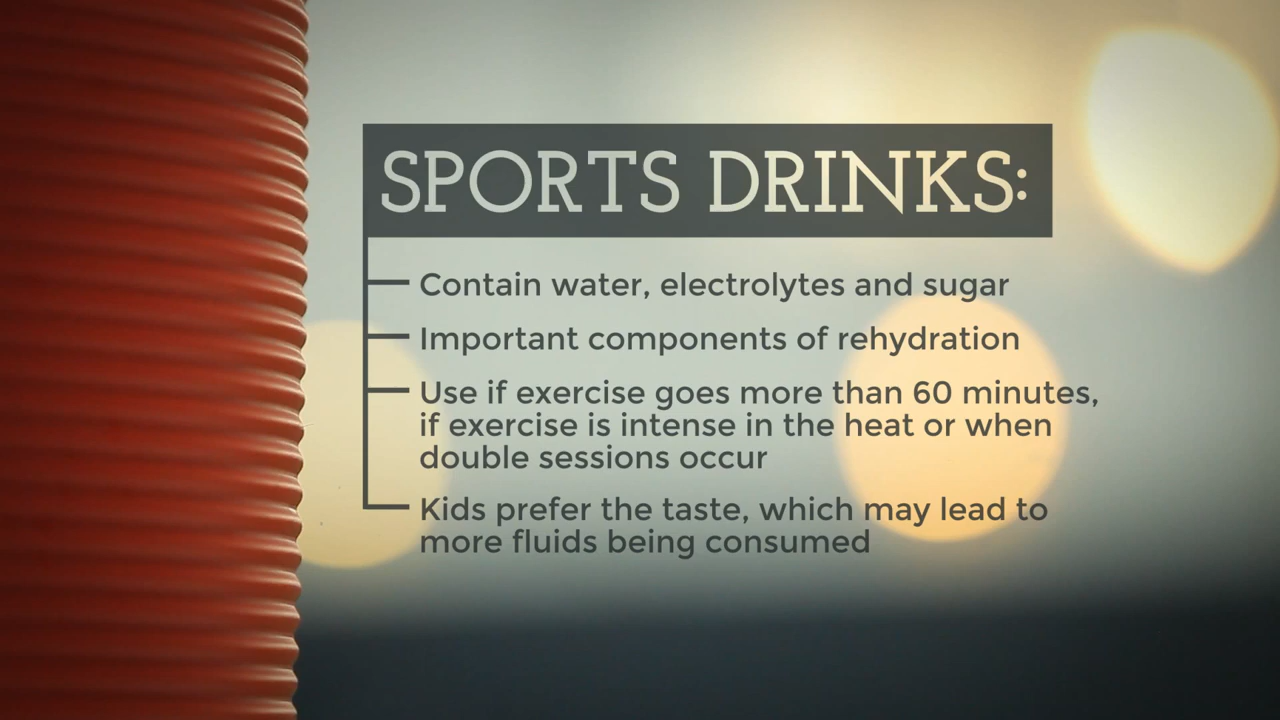 SPORTS DRINKS:
Contain water, electrolytes and sugar
Important components of rehydration
Use if exercise goes more than 60 minutes,
if exercise is intense in the heat or when
double sessions occur
Kids prefer the taste, which may lead to
more fluids being consumed